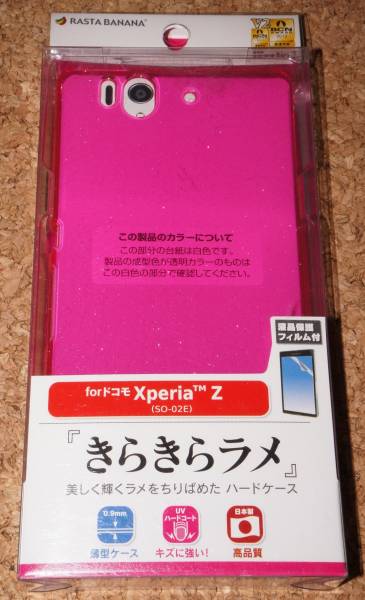 RASTA BANANA
V2
BCN
この製品のカラーについて
この部分の台紙は白色です。
製品の成型色が透明カラーのものは
この白色の部分で確認してください。
液晶保護
フィルム付
forドコモ Xperia™ Z
(SO-02E)
『きらきらラメ』
美しく輝くラメをちりばめた ハードケース
0.9mm
薄型ケース
UV
ハードコート
キズに強い!
日本製
高品質